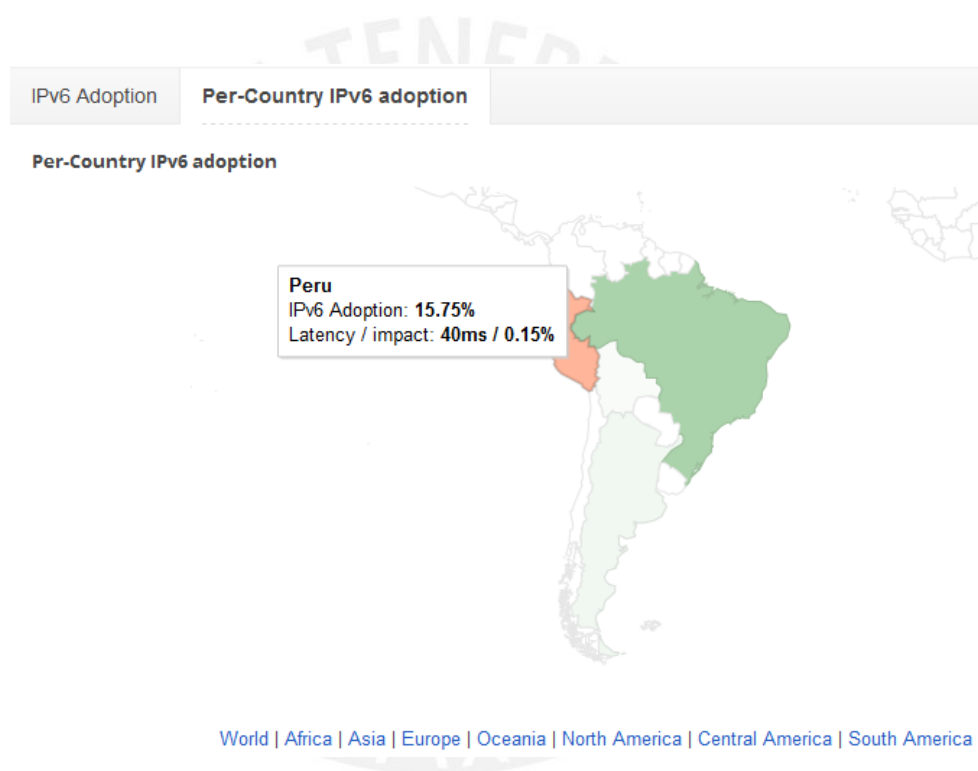 TENEBR
IPv6 Adoption Per-Country IPv6 adoption
Per-Country IPv6 adoption
Peru
IPv6 Adoption: 15.75%
Latency / impact: 40ms / 0.15%
World | Africa | Asia | Europe | Oceania | North America | Central America | South America